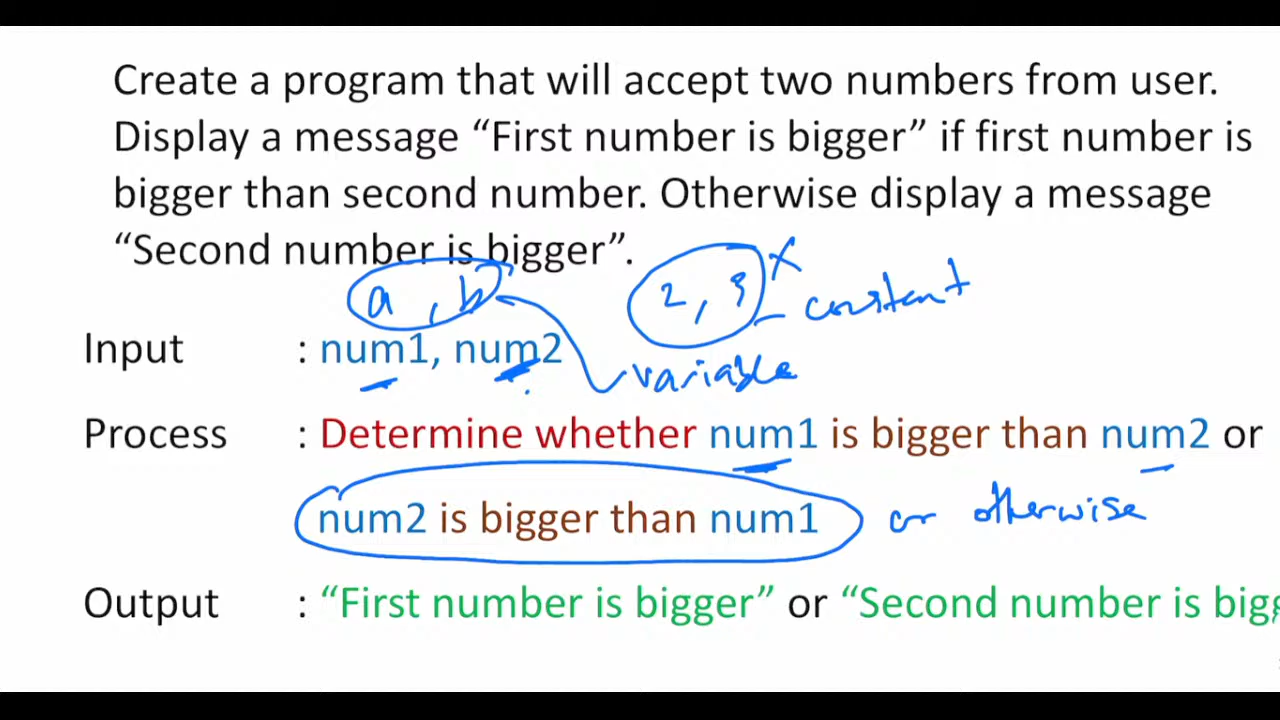 Create a program that will accept two numbers from user.
Display a message “First number is bigger” if first number is
bigger than second number. Otherwise display a message
“Second number is bigger”.
a , b
2, 3
x
constant
Input : num1, num2
variable
Process : Determine whether num1 is bigger than num2 or
num2 is bigger than num1 or otherwise
Output : “First number is bigger” or “Second number is bigg